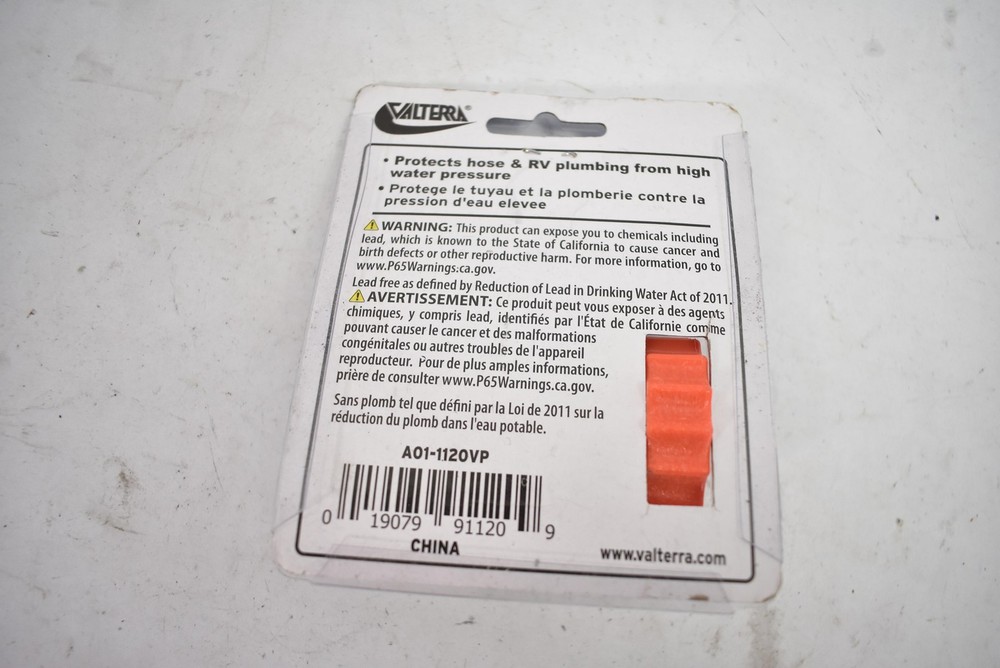 VALTERRA®
• Protects hose & RV plumbing from high
water pressure
• Protege le tuyau et la plomberie contre la
pression d'eau elevee
WARNING: This product can expose you to chemicals including
lead, which is known to the State of California to cause cancer and
birth defects or other reproductive harm. For more information, go to
www.P65Warnings.ca.gov.
Lead free as defined by Reduction of Lead in Drinking Water Act of 2011.
AVERTISSEMENT: Ce produit peut vous exposer à des agents
chimiques, y compris lead, identifiés par l'État de Californie comme
pouvant causer le cancer et des malformations
congénitales ou autres troubles de l'appareil
reproducteur. Pour de plus amples informations,
prière de consulter www.P65Warnings.ca.gov.
Sans plomb tel que défini par la Loi de 2011 sur la
réduction du plomb dans l'eau potable.
A01-1120VP
0 19079 91120 9
CHINA
www.valterra.com